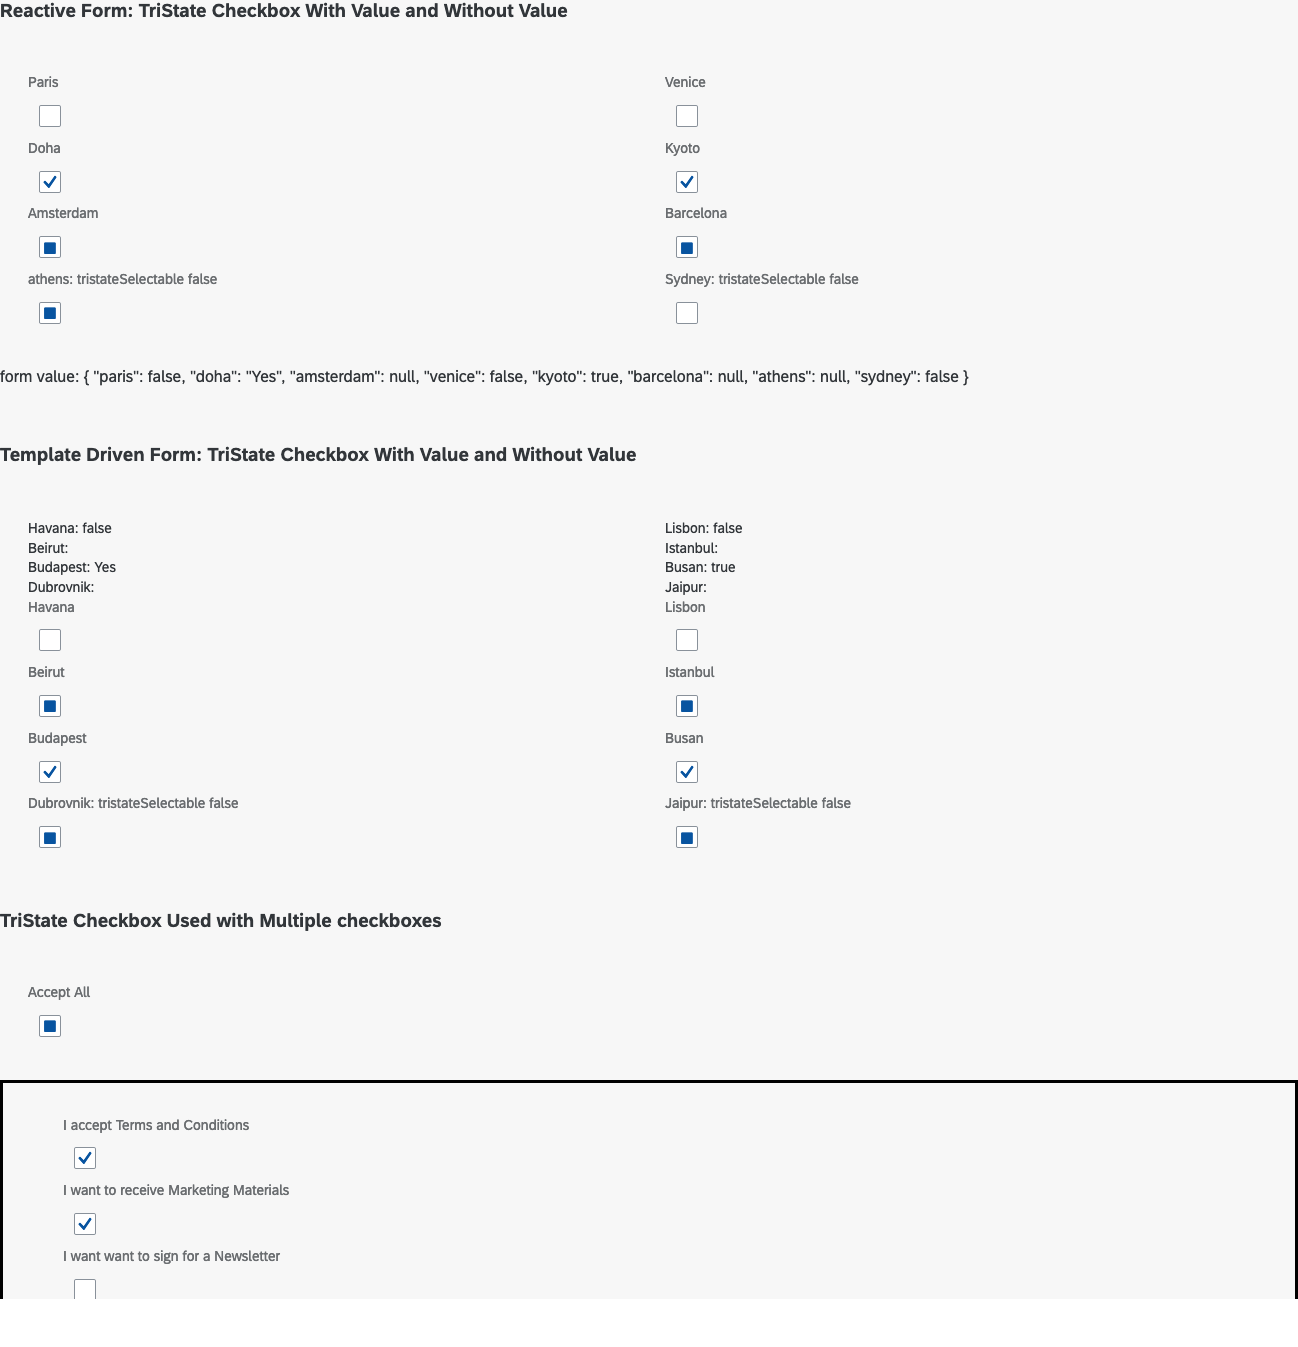 Reactive Form: TriState Checkbox With Value and Without Value
Paris
Venice
Doha
Kyoto
Amsterdam
Barcelona
athens: tristateSelectable false
Sydney: tristateSelectable false
form value: { "paris": false, "doha": "Yes", "amsterdam": null, "venice": false, "kyoto": true, "barcelona": null, "athens": null, "sydney": false }
Template Driven Form: TriState Checkbox With Value and Without Value
Havana: false
Beirut:
Budapest: Yes
Dubrovnik:
Lisbon: false
Istanbul:
Busan: true
Jaipur:
Havana
Lisbon
Beirut
Istanbul
Budapest
Busan
Dubrovnik: tristateSelectable false
Jaipur: tristateSelectable false
TriState Checkbox Used with Multiple checkboxes
Accept All
I accept Terms and Conditions
I want to receive Marketing Materials
I want want to sign for a Newsletter